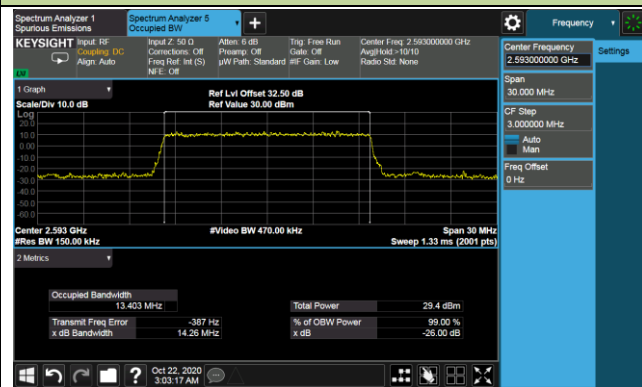 Spectrum Analyzer 1
Spurious Emissions
Spectrum Analyzer 5
Occupied BW
Frequency
KEYSIGHT
Input: RF
Coupling: DC
Align: Auto
Input Z: 50 Ω
Corrections: Off
Freq Ref: Int (S)
NFE: Off
Atten: 6 dB
Preamp: Off
µW Path: Standard
Trig: Free Run
Gate: Off
#IF Gain: Low
Center Freq: 2.593000000 GHz
Avg|Hold:>10/10
Radio Std: None
Center Frequency
2.593000000 GHz
Settings
Span
30.000 MHz
CF Step
3.000000 MHz
Auto
Man
Freq Offset
0 Hz
1 Graph
Scale/Div 10.0 dB
Ref Lvl Offset 32.50 dB
Ref Value 30.00 dBm
Log
20.0
10.0
0.00
-10.0
-20.0
-30.0
-40.0
-50.0
-60.0
Center 2.593 GHz
#Res BW 150.00 kHz
#Video BW 470.00 kHz
Span 30 MHz
Sweep 1.33 ms (2001 pts)
2 Metrics
Occupied Bandwidth
13.403 MHz
Total Power 29.4 dBm
Transmit Freq Error -387 Hz
% of OBW Power 99.00 %
x dB Bandwidth 14.26 MHz
x dB -26.00 dB
?
Oct 22, 2020
3:03:17 AM